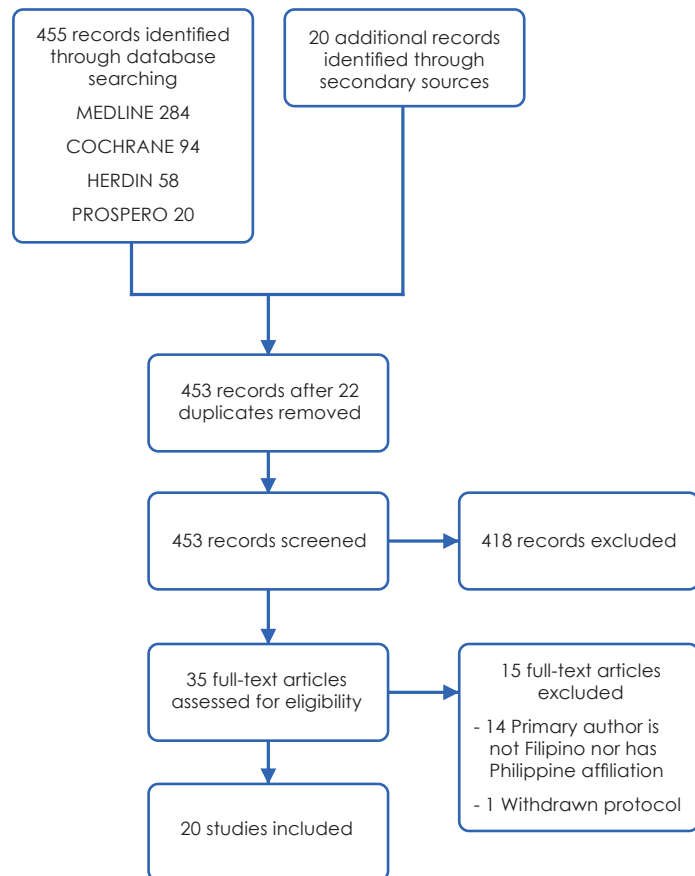 455 records identified
through database
searching
MEDLINE 284
COCHRANE 94
HERDIN 58
PROSPERO 20
20 additional records
identified through
secondary sources
453 records after 22
duplicates removed
453 records screened
418 records excluded
35 full-text articles
assessed for eligibility
15 full-text articles
excluded
- 14 Primary author is
not Filipino nor has
Philippine affiliation
- 1 Withdrawn protocol
20 studies included